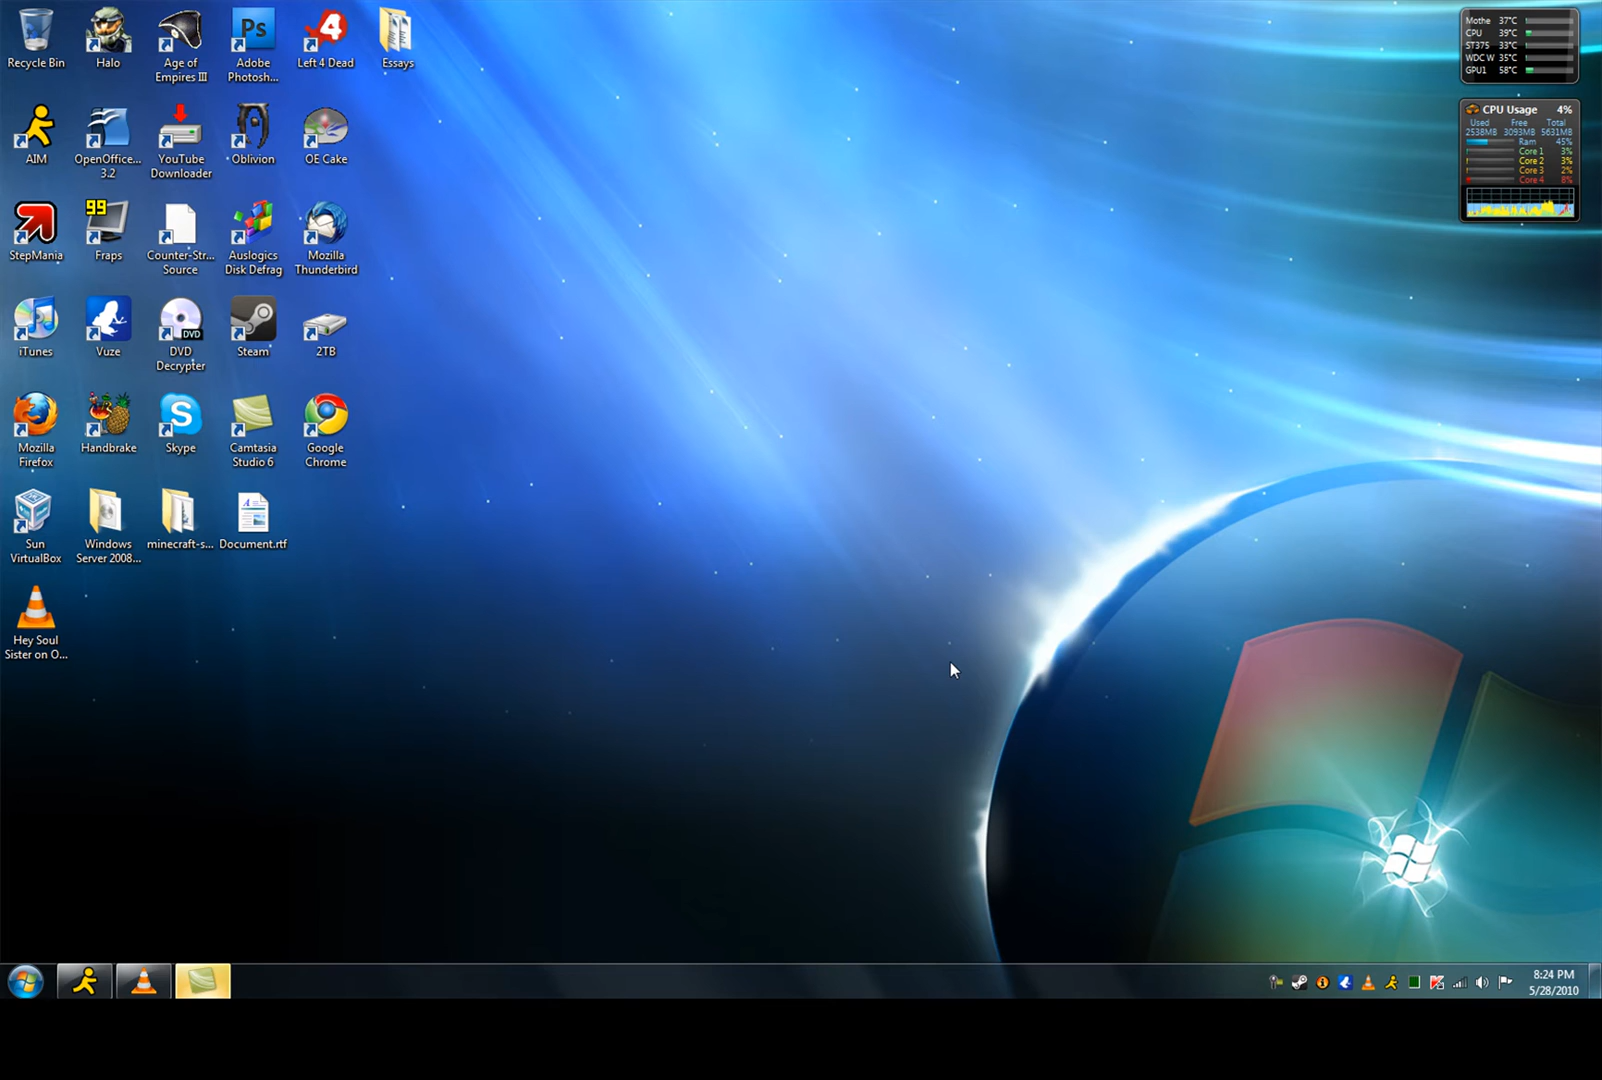 Recycle Bin
Halo
Age of
Empires III
Ps
Adobe
Photosh...
4
Left 4 Dead
Essays
AIM
OpenOffice...
3.2
YouTube
Downloader
Oblivion
OE Cake
StepMania
99
Fraps
Counter-Str...
Source
Auslogics
Disk Defrag
Mozilla
Thunderbird
iTunes
Vuze
DVD
DVD
Decrypter
Steam
2TB
Mozilla
Firefox
Handbrake
S
Skype
Camtasia
Studio 6
Google
Chrome
Sun
VirtualBox
Windows
Server 2008...
minecraft-s...
A
Document.rtf
Hey Soul
Sister on O...
Mothe 37°C
CPU 39°C
ST375 33°C
WDC W 35°C
GPU1 58°C
CPU Usage 4%
Used Free Total
2538MB 3093MB 5631MB
Ram 45%
Core 1 3%
Core 2 3%
Core 3 2%
Core 4 8%
8:24 PM
5/28/2010